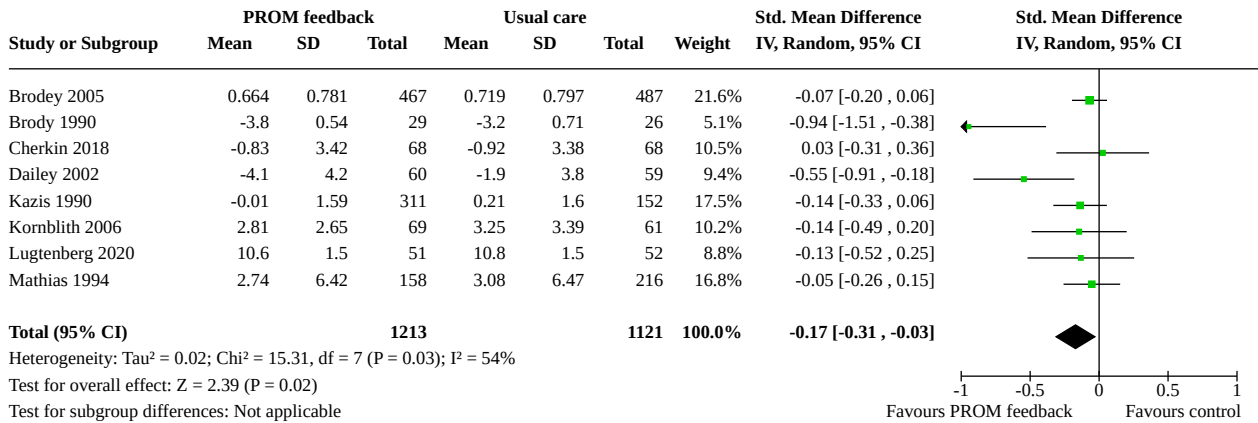 PROM feedback Usual care Std. Mean Difference Std. Mean Difference
Study or Subgroup Mean SD Total Mean SD Total Weight IV, Random, 95% CI IV, Random, 95% CI
Brodey 2005 0.664 0.781 467 0.719 0.797 487 21.6% -0.07 [-0.20 , 0.06]
Brody 1990 -3.8 0.54 29 -3.2 0.71 26 5.1% -0.94 [-1.51 , -0.38]
Cherkin 2018 -0.83 3.42 68 -0.92 3.38 68 10.5% 0.03 [-0.31 , 0.36]
Dailey 2002 -4.1 4.2 60 -1.9 3.8 59 9.4% -0.55 [-0.91 , -0.18]
Kazis 1990 -0.01 1.59 311 0.21 1.6 152 17.5% -0.14 [-0.33 , 0.06]
Kornblith 2006 2.81 2.65 69 3.25 3.39 61 10.2% -0.14 [-0.49 , 0.20]
Lugtenberg 2020 10.6 1.5 51 10.8 1.5 52 8.8% -0.13 [-0.52 , 0.25]
Mathias 1994 2.74 6.42 158 3.08 6.47 216 16.8% -0.05 [-0.26 , 0.15]
Total (95% CI) 1213 1121 100.0% -0.17 [-0.31 , -0.03]
Heterogeneity: Tau² = 0.02; Chi² = 15.31, df = 7 (P = 0.03); I² = 54%
Test for overall effect: Z = 2.39 (P = 0.02)
Test for subgroup differences: Not applicable
-1 -0.5 0 0.5 1
Favours PROM feedback Favours control